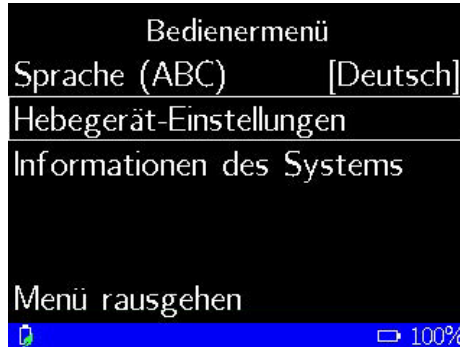 Bedienermenü
Sprache (ABC) [Deutsch]
Hebegerät-Einstellungen
Informationen des Systems
Menü rausgehen
100%